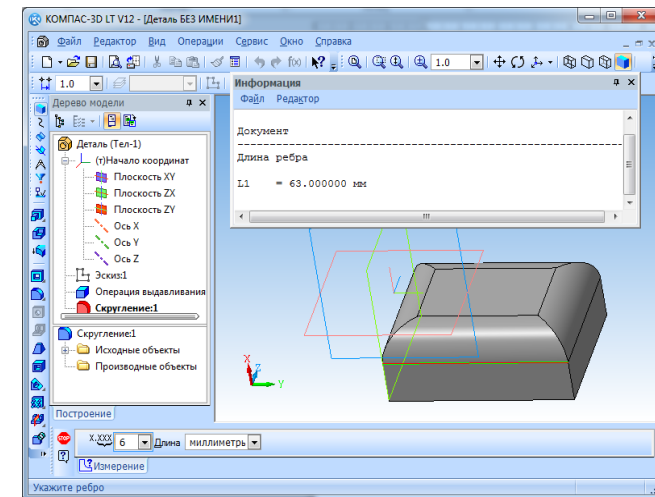 КОМПАС-3D LT V12 - [Деталь БЕЗ ИМЕНИ1]
Файл Редактор Вид Операции Сервис Окно Справка
1.0
1.0
Информация
Файл Редактор
Документ
Длина ребра
L1 = 63.000000 мм
Дерево модели
Деталь (Тел-1)
(т)Начало координат
Плоскость XY
Плоскость ZX
Плоскость ZY
Ось X
Ось Y
Ось Z
Эскиз:1
Операция выдавливания
Скругление:1
Скругление:1
Исходные объекты
Производные объекты
Построение
X
Z
Y
STOP
X.XXX 6 Длина миллиметры
Измерение
Укажите ребро